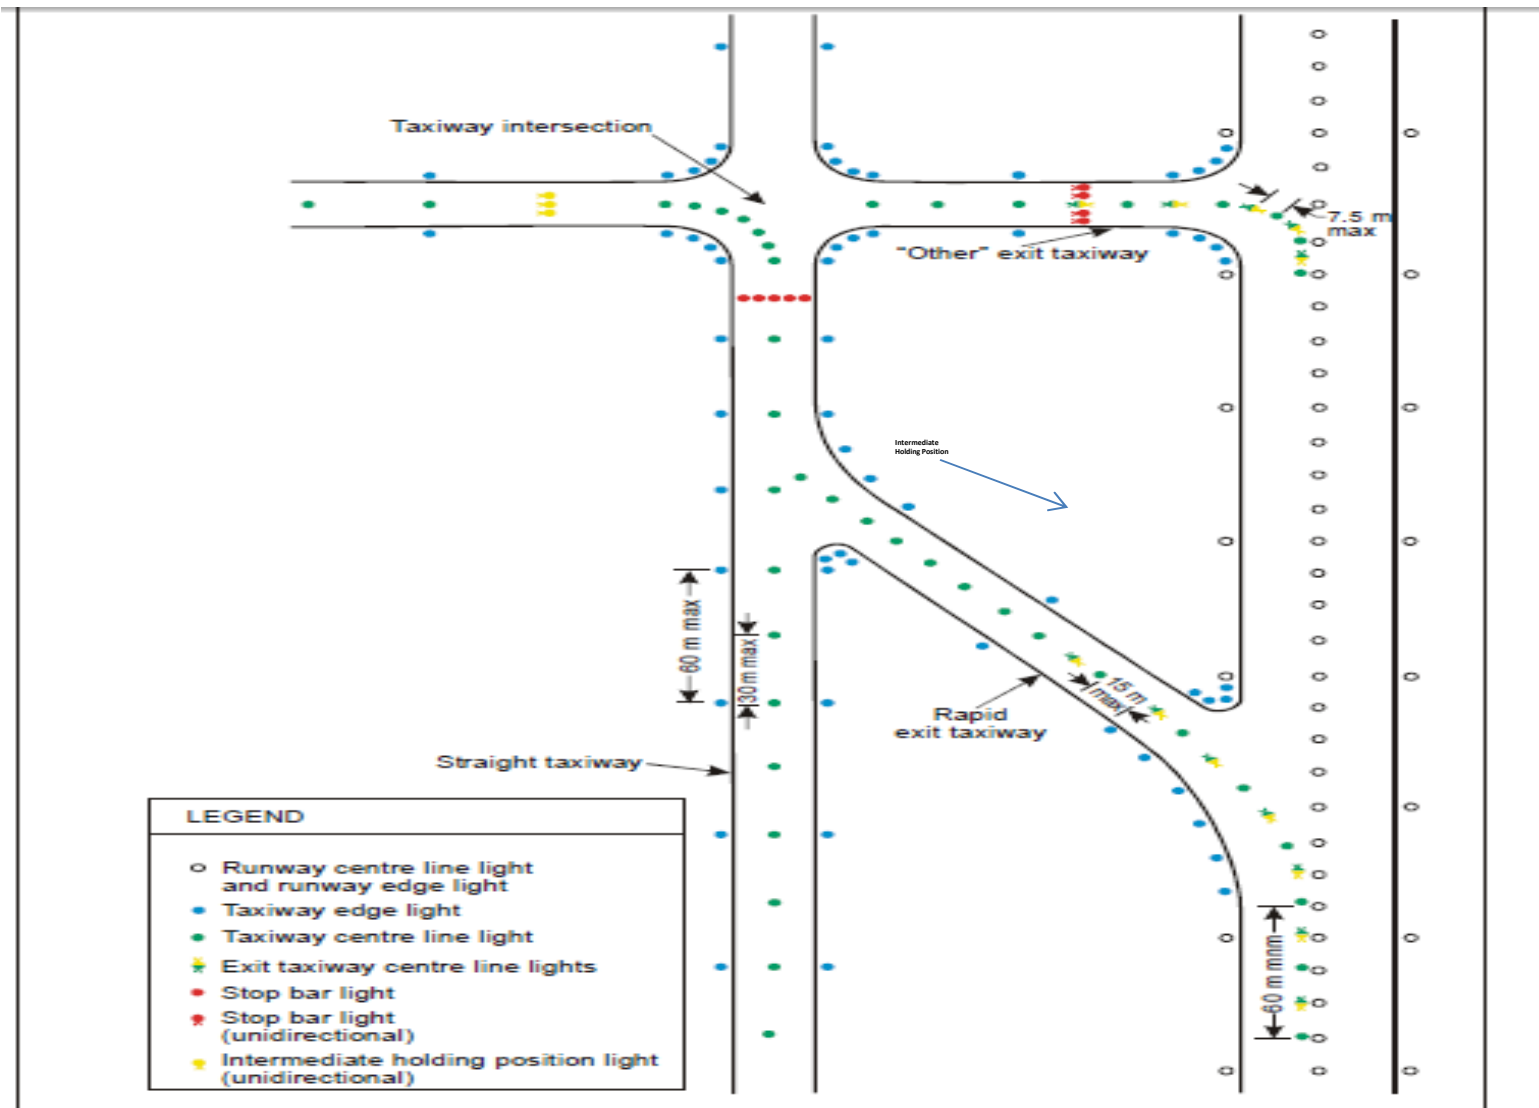 Taxiway intersection
7.5 m
max
"Other" exit taxiway
Intermediate
Holding Position
60 m max
30m max
15 m
max
Rapid
exit taxiway
Straight taxiway
60 m mnm
LEGEND
Runway centre line light
and runway edge light
Taxiway edge light
Taxiway centre line light
Exit taxiway centre line lights
Stop bar light
Stop bar light
(unidirectional)
Intermediate holding position light
(unidirectional)